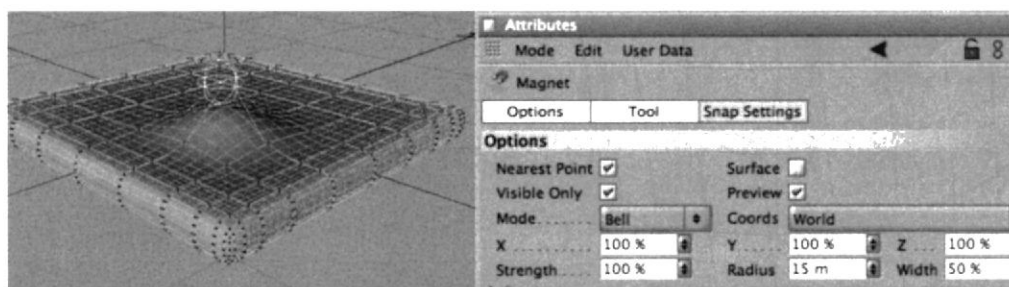 Attributes
Mode Edit User Data
Magnet
Options Tool Snap Settings
Options
Nearest Point Surface
Visible Only Preview
Mode Bell Coords World
X 100 % Y 100 % Z 100 %
Strength 100 % Radius 15 m Width 50 %